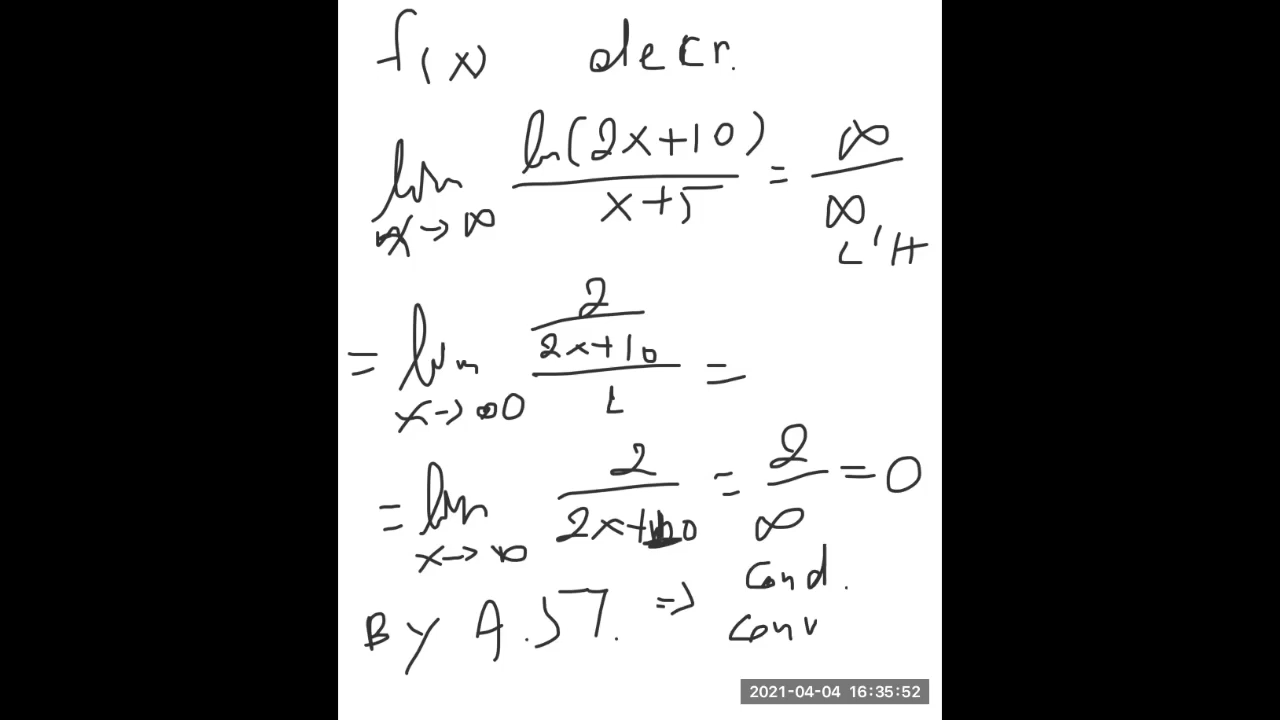 f(x) decr.
lim x→∞ ln(2x+10) / x+5 = ∞/∞ L'H
= lim x→∞ (2 / 2x+10) / 1 =
= lim x→∞ 2 / 2x+10 = 2/∞ = 0
By A.S.T. => Cond. Conv
2021-04-04 16:35:52